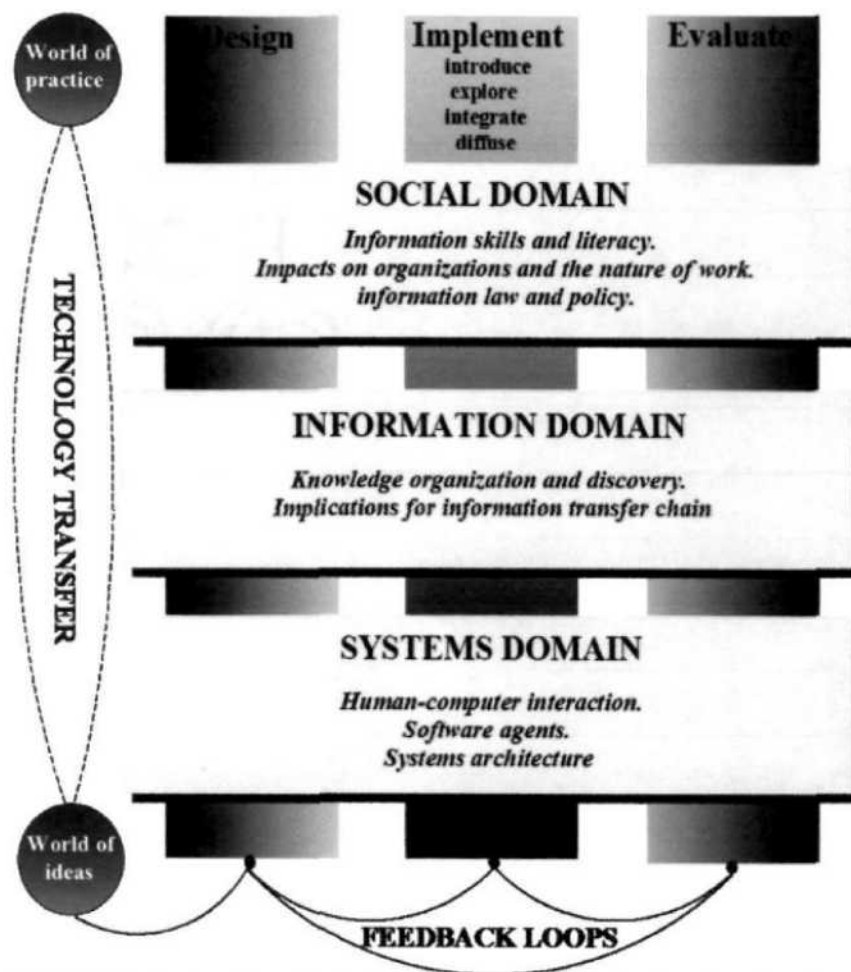 World of
practice
Design
Implement
introduce
explore
integrate
diffuse
Evaluate
SOCIAL DOMAIN
Information skills and literacy.
Impacts on organizations and the nature of work.
information law and policy.
TECHNOLOGY TRANSFER
INFORMATION DOMAIN
Knowledge organization and discovery.
Implications for information transfer chain
SYSTEMS DOMAIN
Human-computer interaction.
Software agents.
Systems architecture
World of
ideas
FEEDBACK LOOPS